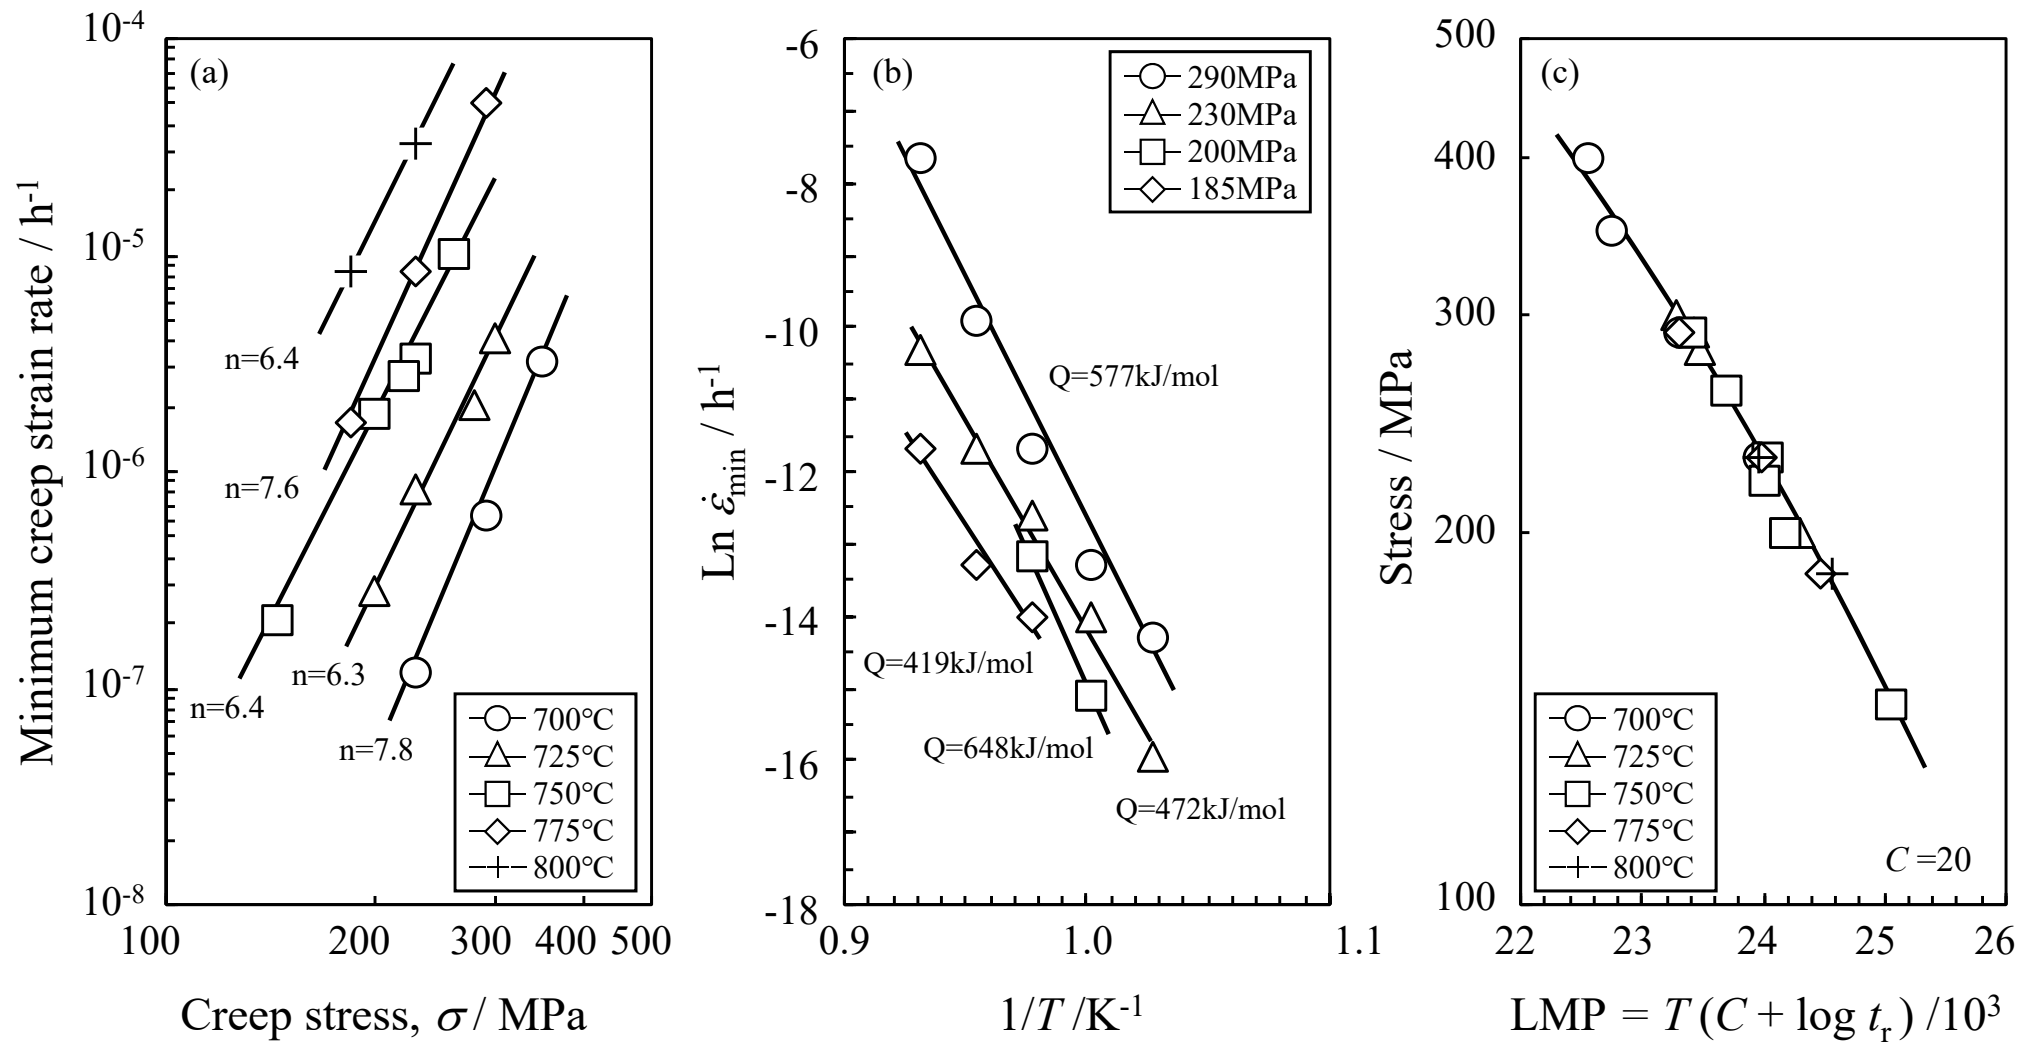 (a)
10⁻⁴
10⁻⁵
10⁻⁶
10⁻⁷
10⁻⁸
Minimum creep strain rate / h⁻¹
n=6.4
n=7.6
n=6.3
n=6.4
n=7.8
700℃
725℃
750℃
775℃
800℃
100 200 300 400 500
Creep stress, σ / MPa
(b)
290MPa
230MPa
200MPa
185MPa
-6
-8
-10
-12
-14
-16
-18
Ln ε̇min / h⁻¹
Q=577kJ/mol
Q=419kJ/mol
Q=648kJ/mol
Q=472kJ/mol
0.9 1.0 1.1
1/T /K⁻¹
(c)
500
400
300
200
100
Stress / MPa
700℃
725℃
750℃
775℃
800℃
C =20
22 23 24 25 26
LMP = T (C + log tᵣ) /10³